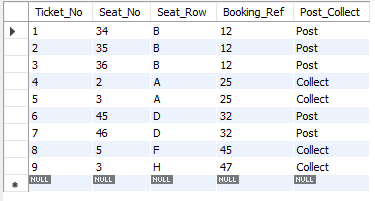 Ticket_No Seat_No Seat_Row Booking_Ref Post_Collect
1 34 B 12 Post
2 35 B 12 Post
3 36 B 12 Post
4 2 A 25 Collect
5 3 A 25 Collect
6 45 D 32 Post
7 46 D 32 Post
8 5 F 45 Collect
9 3 H 47 Collect
NULL NULL NULL NULL NULL